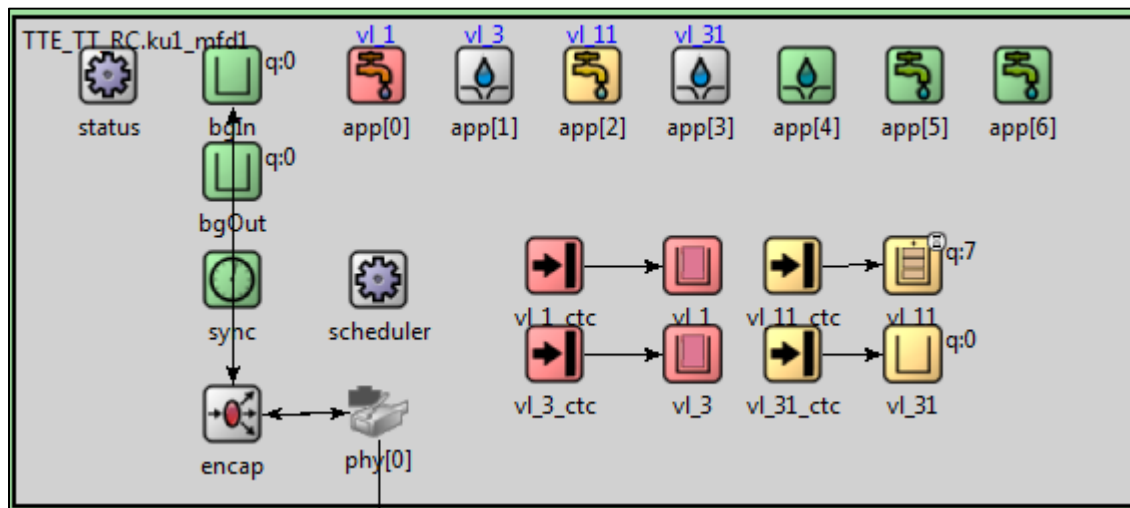 TTE_TT_RC.ku1_mfd1
vl_1 vl_3 vl_11 vl_31
q:0
status bgIn app[0] app[1] app[2] app[3] app[4] app[5] app[6]
q:0
bgOut
q:7
sync scheduler vl_1_ctc vl_1 vl_11_ctc vl_11
q:0
vl_3_ctc vl_3 vl_31_ctc vl_31
encap phy[0]